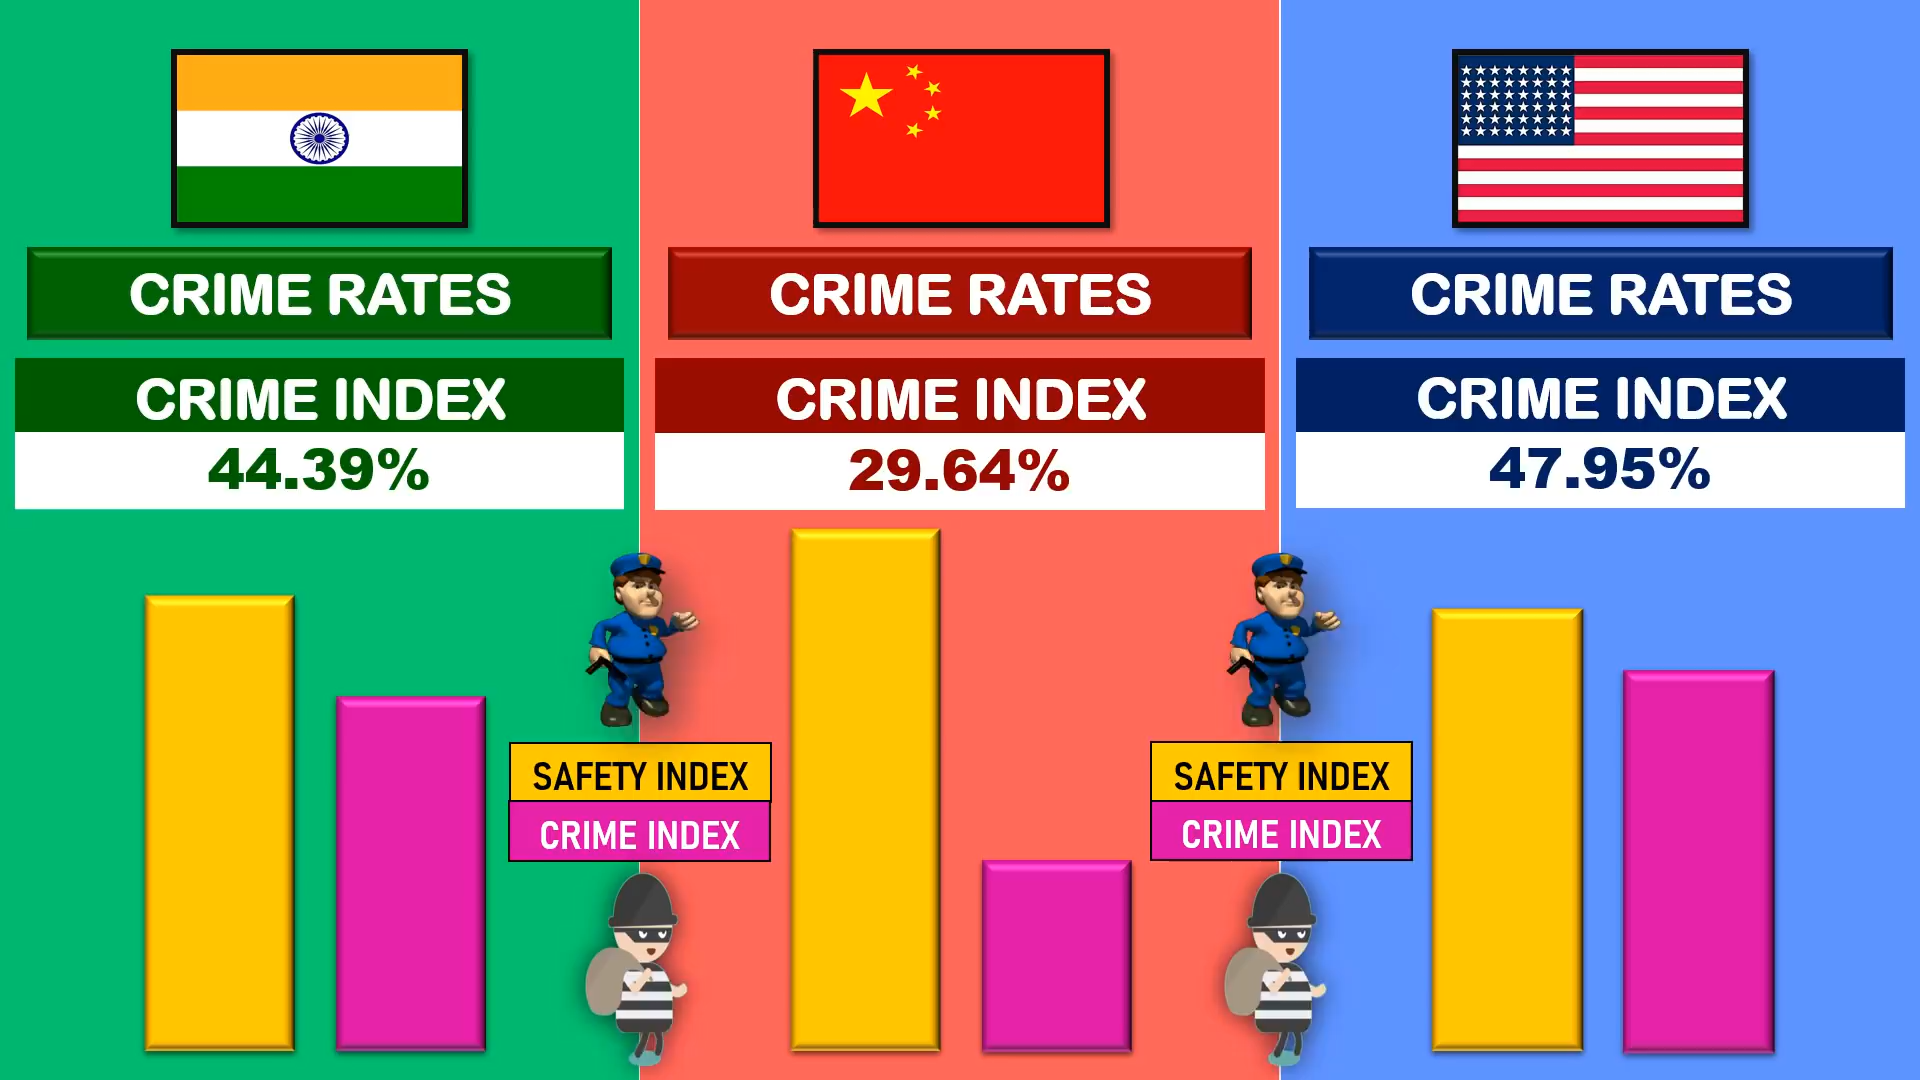 CRIME RATES
CRIME INDEX
44.39%
CRIME RATES
CRIME INDEX
29.64%
CRIME RATES
CRIME INDEX
47.95%
SAFETY INDEX
CRIME INDEX
SAFETY INDEX
CRIME INDEX